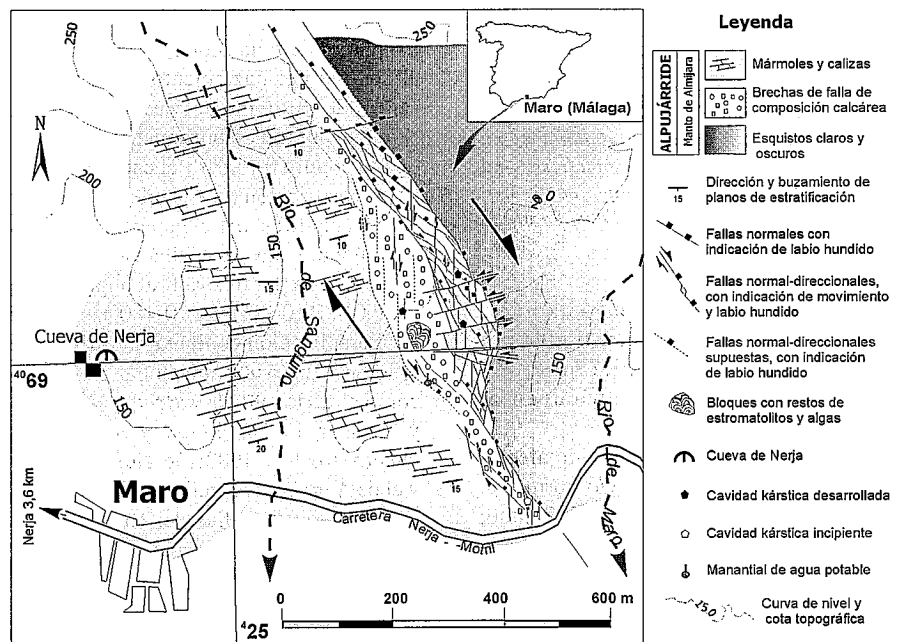 250
250
200
150
200
150
150
N
10
10
15
20
15
Maro (Málaga)
Río
de
Sanguino
Río
de
Maro
Cueva de Nerja
⁴⁰69
Maro
Nerja 3,6 km
Carretera Nerja - Motril
⁴25
0 200 400 600 m
Leyenda
ALPUJÁRRIDE
Manto de Almijara
Mármoles y calizas
Brechas de falla de
composición calcárea
Esquistos claros y
oscuros
15
Dirección y buzamiento de
planos de estratificación
Fallas normales con
indicación de labio hundido
Fallas normal-direccionales,
con indicación de movimiento
y labio hundido
Fallas normal-direccionales
supuestas, con indicación
de labio hundido
Bloques con restos de
estromatolitos y algas
Cueva de Nerja
Cavidad kárstica desarrollada
Cavidad kárstica incipiente
Manantial de agua potable
250
Curva de nivel y
cota topográfica